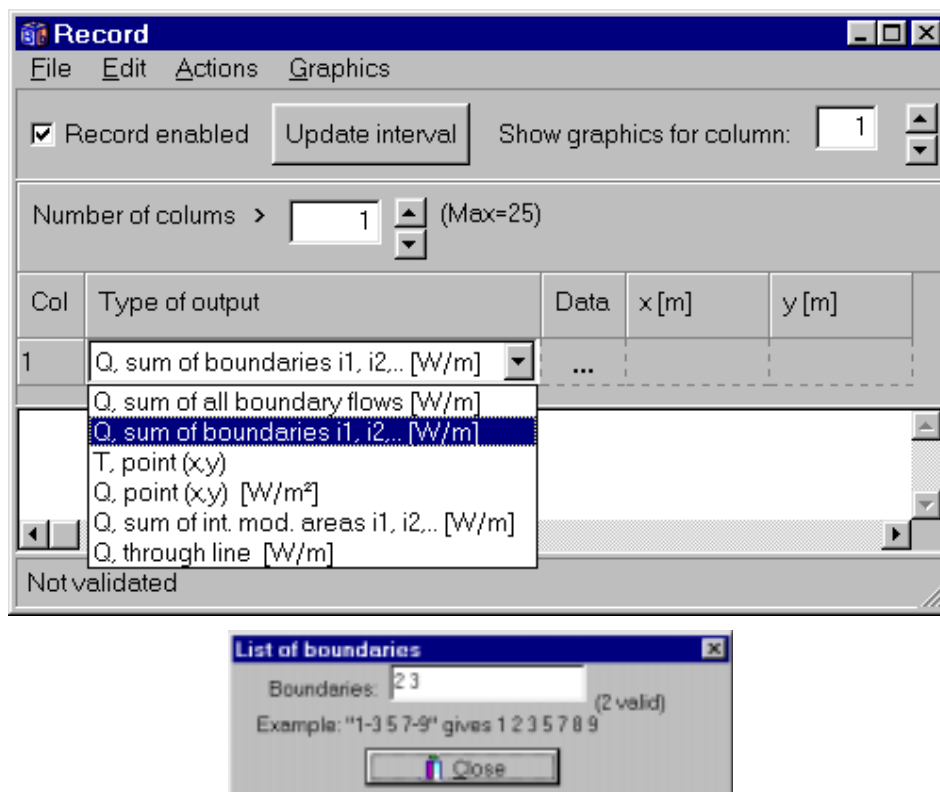 Record
File Edit Actions Graphics
Record enabled Update interval Show graphics for column: 1
Number of colums > 1 (Max=25)
Col Type of output Data x [m] y [m]
1 Q, sum of boundaries i1, i2,.. [W/m] ...
Q, sum of all boundary flows [W/m]
Q, sum of boundaries i1, i2,.. [W/m]
T, point (x,y)
Q, point (x,y) [W/m²]
Q, sum of int. mod. areas i1, i2,.. [W/m]
Q, through line [W/m]
Not validated
List of boundaries
Boundaries: 2 3 (2 valid)
Example: "1-3 5 7-9" gives 1 2 3 5 7 8 9
Close